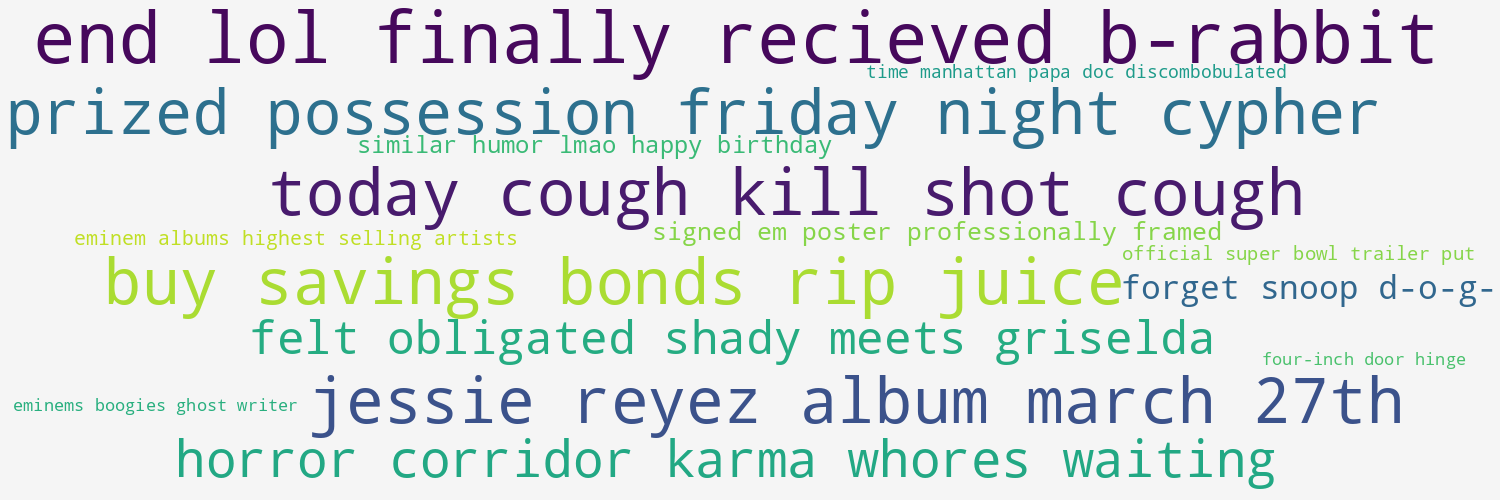 end lol finally recieved b-rabbit
time manhattan papa doc discombobulated
prized possession friday night cypher
similar humor lmao happy birthday
today cough kill shot cough
signed em poster professionally framed
eminem albums highest selling artists
official super bowl trailer put
buy savings bonds rip juice
forget snoop d-o-g-
felt obligated shady meets griselda
four-inch door hinge
jessie reyez album march 27th
eminems boogies ghost writer
horror corridor karma whores waiting